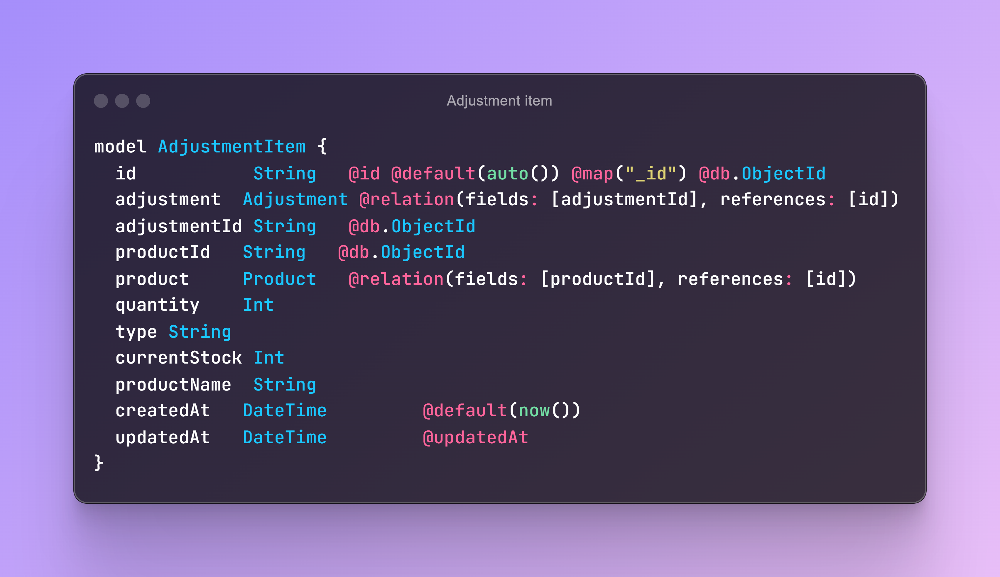 Adjustment item
model AdjustmentItem {
  id             String   @id @default(auto()) @map("_id") @db.ObjectId
  adjustment  Adjustment @relation(fields: [adjustmentId], references: [id])
  adjustmentId String   @db.ObjectId
  productId   String   @db.ObjectId
  product     Product   @relation(fields: [productId], references: [id])
  quantity    Int
  type String
  currentStock Int
  productName  String
  createdAt   DateTime         @default(now())
  updatedAt   DateTime         @updatedAt
}